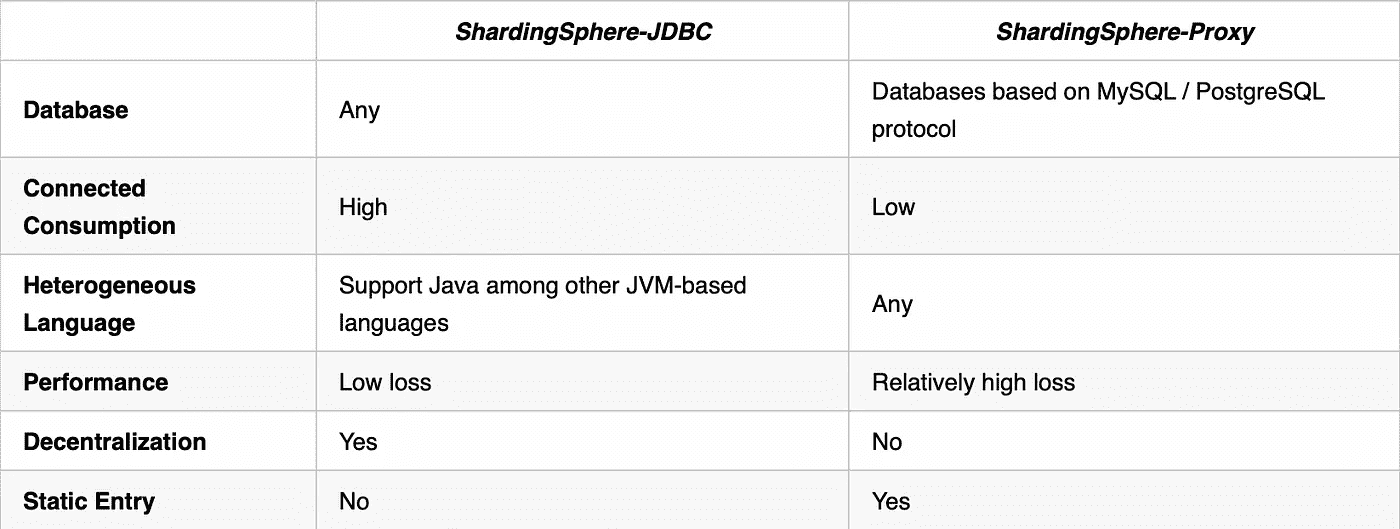 ShardingSphere-JDBC ShardingSphere-Proxy
Database Any Databases based on MySQL / PostgreSQL
protocol
Connected
Consumption High Low
Heterogeneous
Language Support Java among other JVM-based
languages Any
Performance Low loss Relatively high loss
Decentralization Yes No
Static Entry No Yes